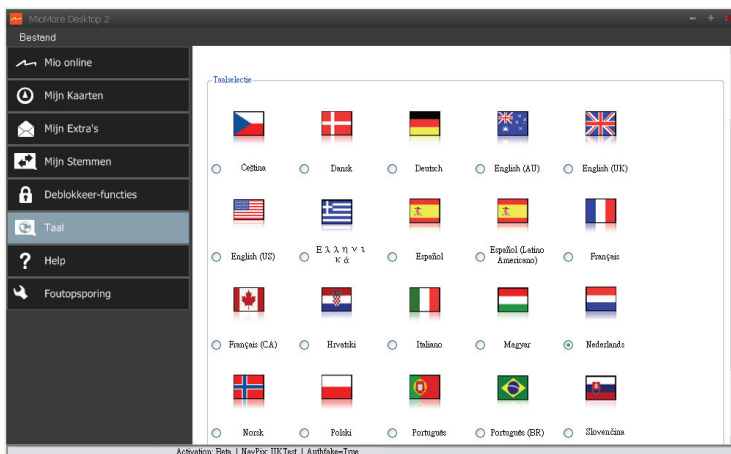 MioMore Desktop 2
Bestand
Mio online
Mijn Kaarten
Mijn Extra's
Mijn Stemmen
Deblokkeer-functies
Taal
Help
Foutopsporing
Taalselectie
Čeština Dansk Deutsch English (AU) English (UK)
English (US) Ελληνικά Español Español (Latino Americano) Français
Français (CA) Hrvatski Italiano Magyar Nederlands
Norsk Polski Português Português (BR) Slovenčina
Activation: Beta | NavPix: UKTest | Authfake=True